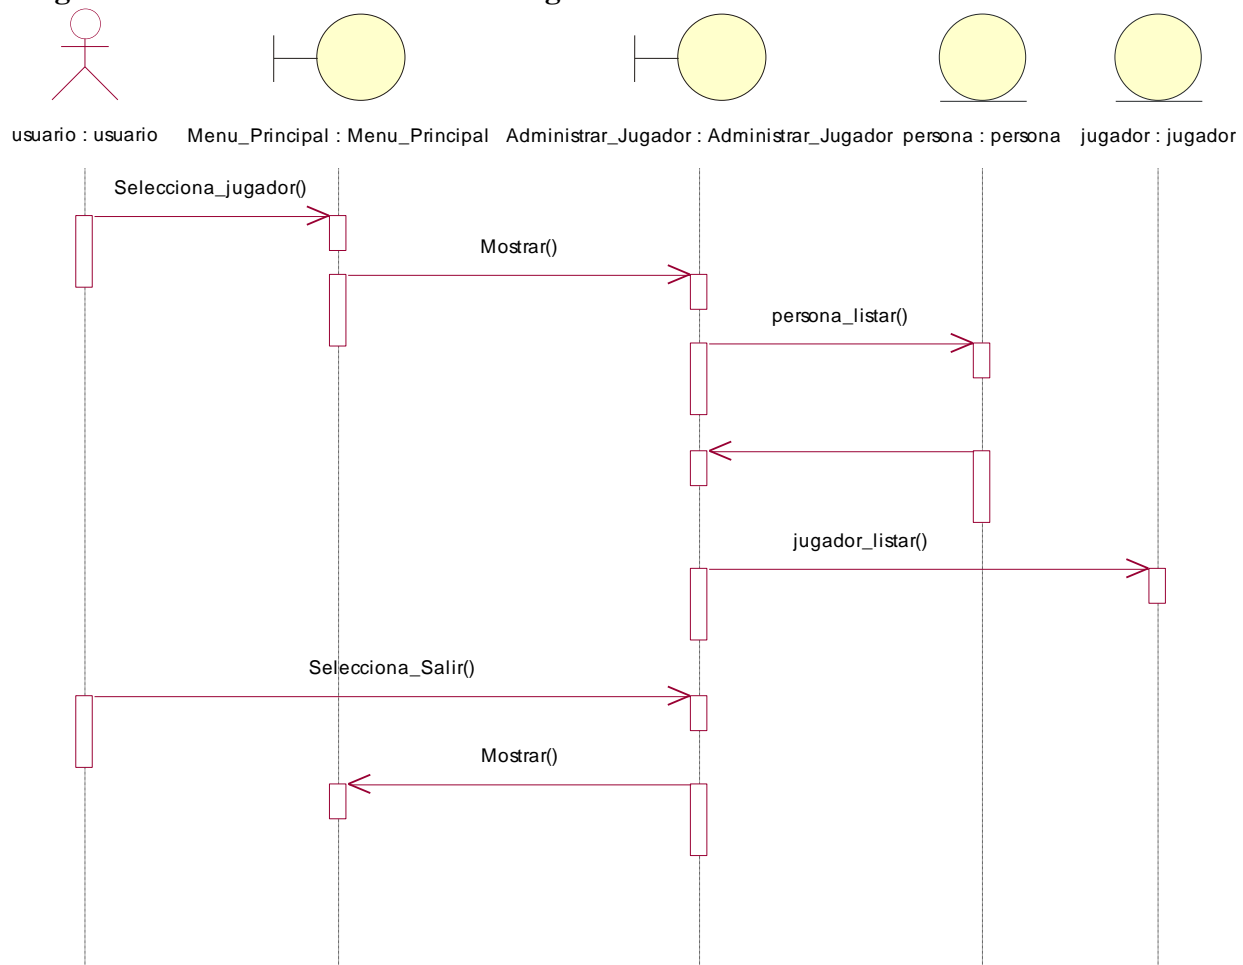 usuario : usuario
Menu_Principal : Menu_Principal
Administrar_Jugador : Administrar_Jugador
persona : persona
jugador : jugador
Selecciona_jugador()
Mostrar()
persona_listar()
jugador_listar()
Selecciona_Salir()
Mostrar()